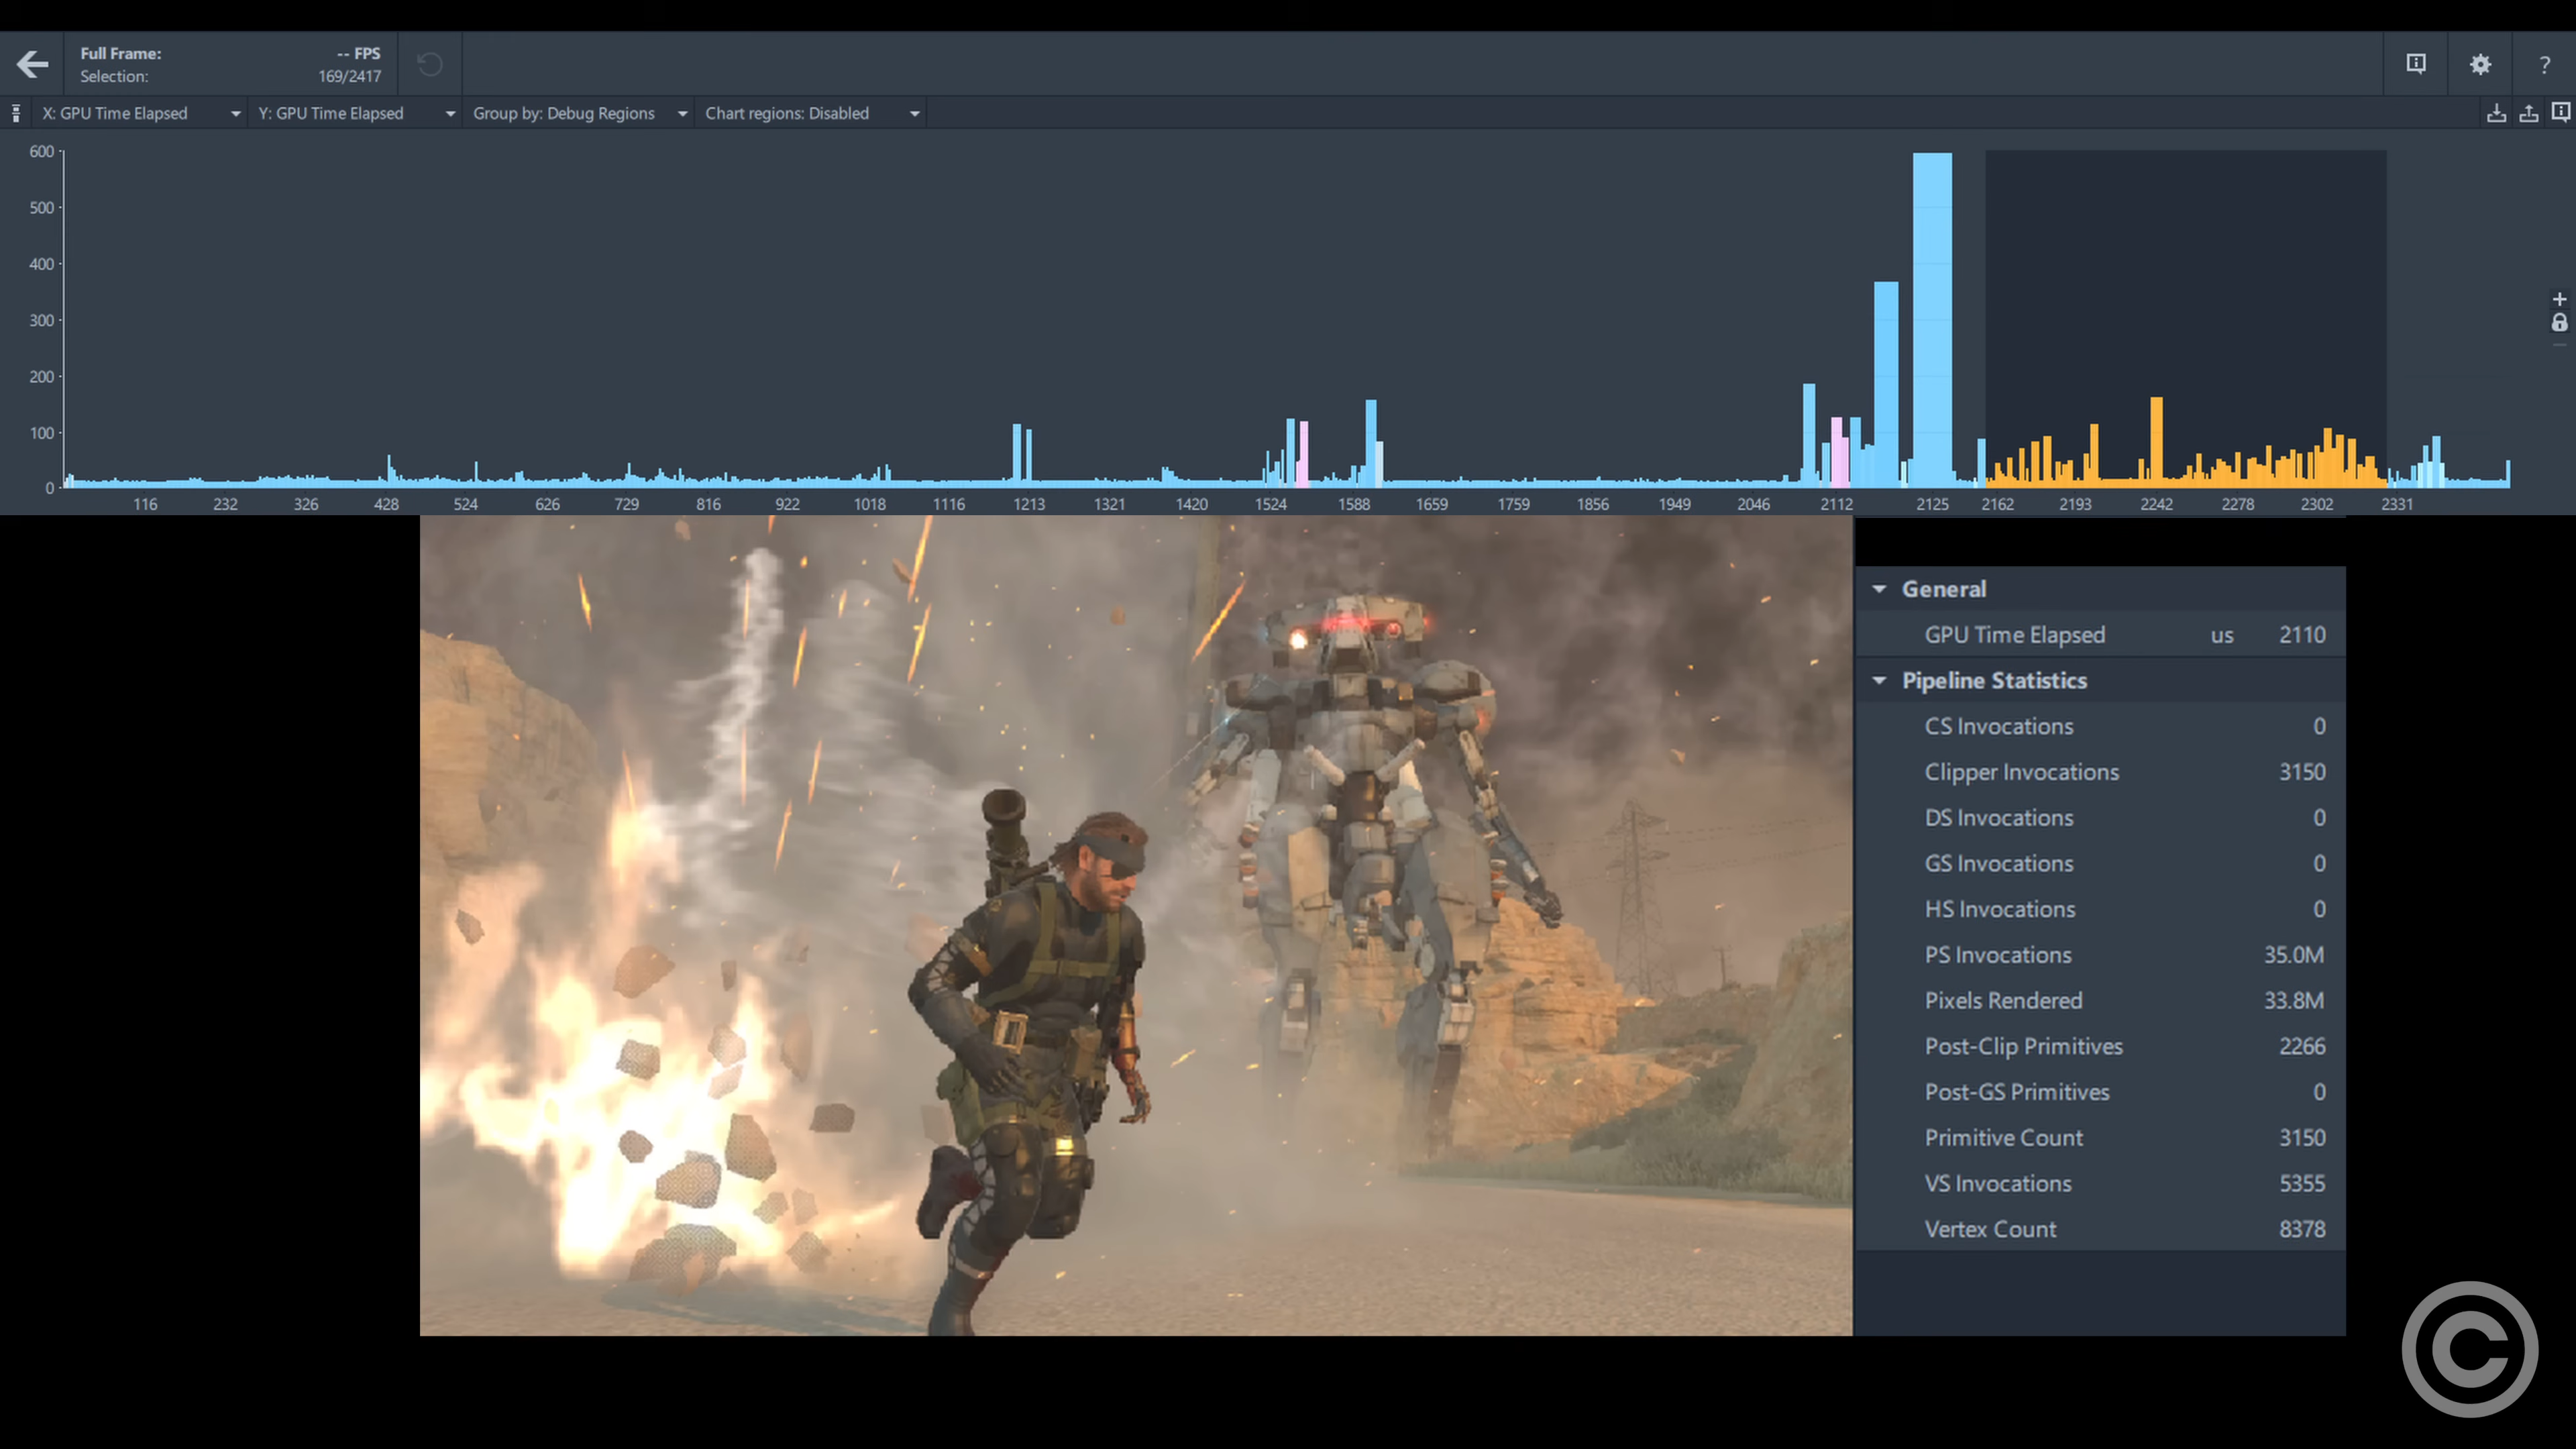 Full Frame: -- FPS
Selection: 169/2417
?
X: GPU Time Elapsed Y: GPU Time Elapsed Group by: Debug Regions Chart regions: Disabled
600
500
400
300
200
100
0
116 232 326 428 524 626 729 816 922 1018 1116 1213 1321 1420 1524 1588 1659 1759 1856 1949 2046 2112 2125 2162 2193 2242 2278 2302 2331
General
GPU Time Elapsed us 2110
Pipeline Statistics
CS Invocations 0
Clipper Invocations 3150
DS Invocations 0
GS Invocations 0
HS Invocations 0
PS Invocations 35.0M
Pixels Rendered 33.8M
Post-Clip Primitives 2266
Post-GS Primitives 0
Primitive Count 3150
VS Invocations 5355
Vertex Count 8378
©